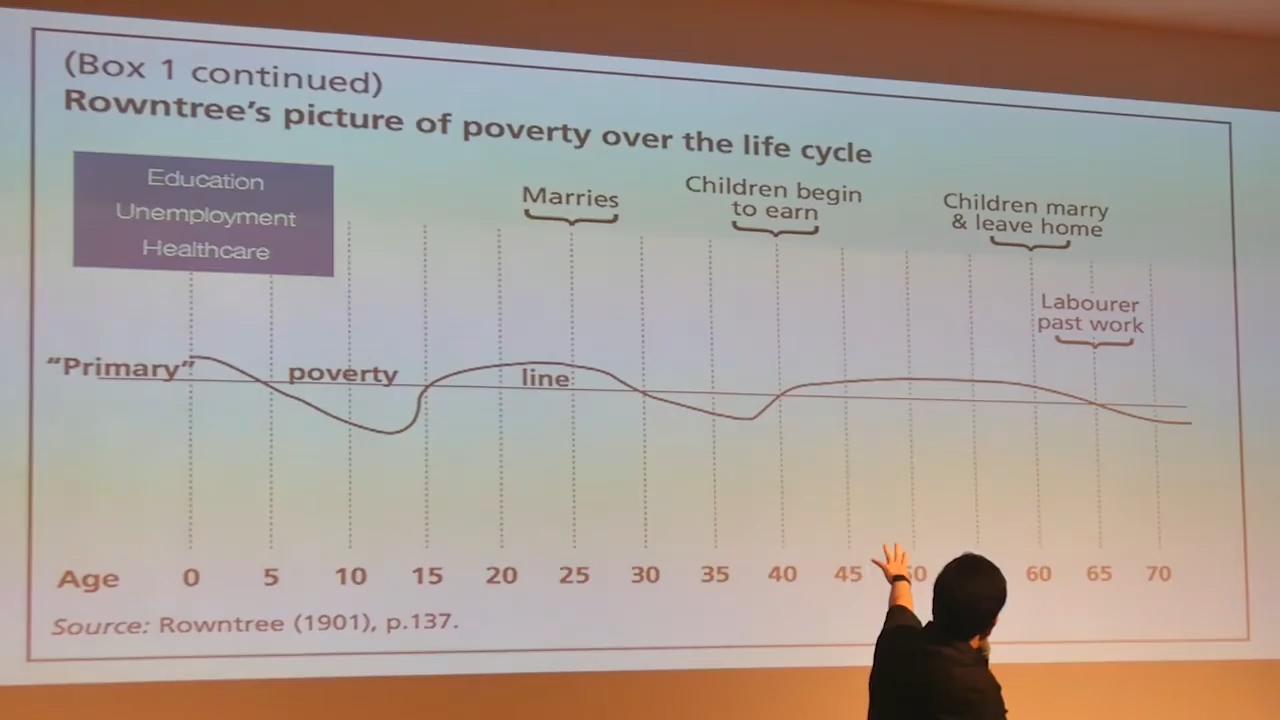 (Box 1 continued)
Rowntree's picture of poverty over the life cycle
Education
Unemployment
Healthcare
Marries
Children begin
to earn
Children marry
& leave home
Labourer
past work
"Primary" poverty line
Age 0 5 10 15 20 25 30 35 40 45 60 65 70
Source: Rowntree (1901), p.137.